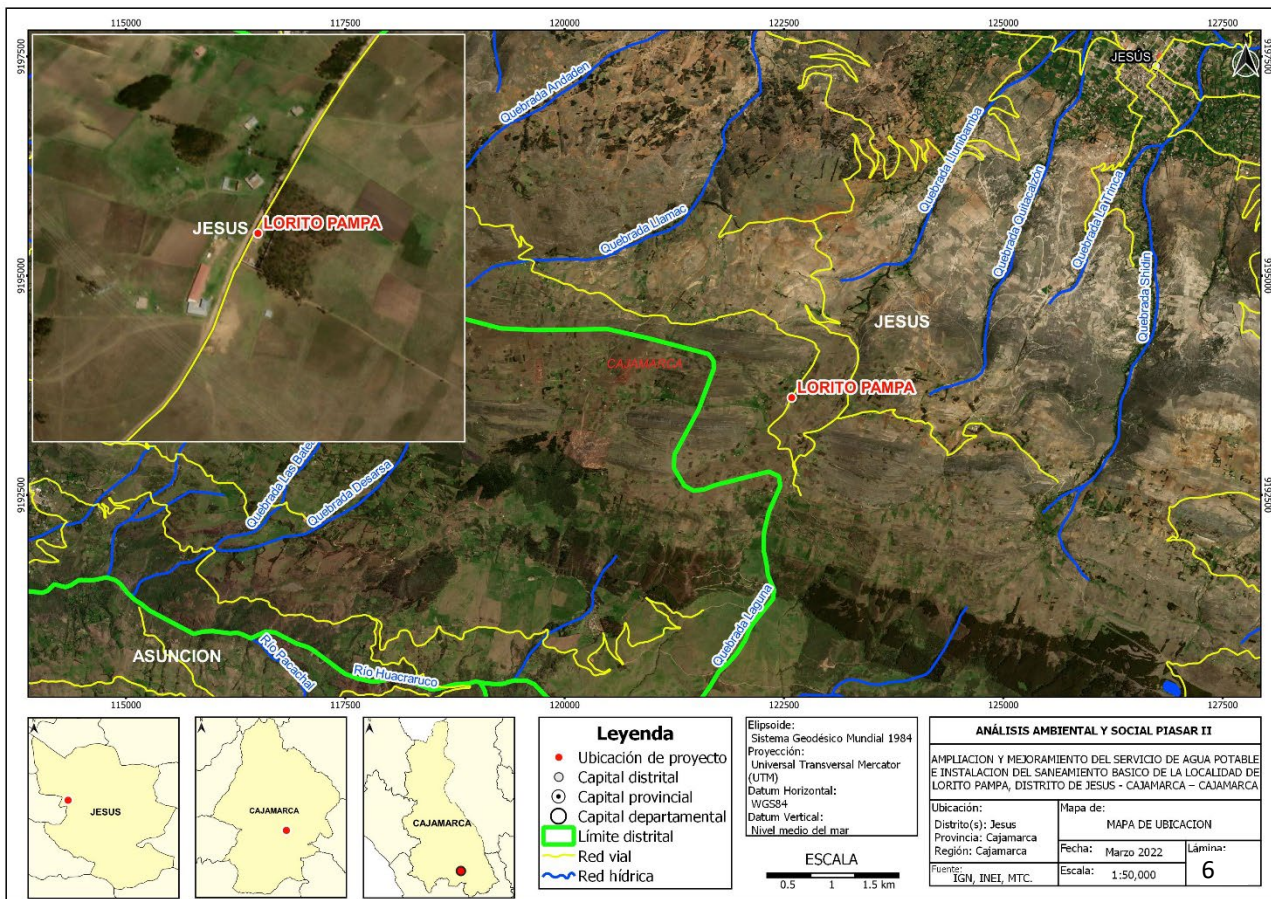 115000 117500 120000 122500 125000 127500
9197500
9197500
JESÚS
Quebrada Andaden
Quebrada Llunibamba
Quebrada Quitacalzón
Quebrada La Trinca
Quebrada Llamac
Quebrada Shidin
JESUS
LORITO PAMPA
9195000
9195000
JESUS
CAJAMARCA
LORITO PAMPA
Quebrada Las Batea
Quebrada Desarsa
9192500
9192500
Quebrada Laguna
ASUNCION
Río Pacachal
Río Huacraruco
115000 117500 120000 122500 125000 127500
JESUS
CAJAMARCA
CAJAMARCA
Leyenda
Ubicación de proyecto
Capital distrital
Capital provincial
Capital departamental
Límite distrital
Red vial
Red hídrica
Elipsoide:
Sistema Geodésico Mundial 1984
Proyección:
Universal Transversal Mercator
(UTM)
Datum Horizontal:
WGS84
Datum Vertical:
Nivel medio del mar
ESCALA
0.5 1 1.5 km
ANÁLISIS AMBIENTAL Y SOCIAL PIASAR II
AMPLIACION Y MEJORAMIENTO DEL SERVICIO DE AGUA POTABLE
E INSTALACION DEL SANEAMIENTO BASICO DE LA LOCALIDAD DE
LORITO PAMPA, DISTRITO DE JESUS - CAJAMARCA – CAJAMARCA
Ubicación:
Distrito(s): Jesus
Provincia: Cajamarca
Región: Cajamarca
Mapa de:
MAPA DE UBICACION
Fecha: Marzo 2022
Lámina:
6
Fuente:
IGN, INEI, MTC.
Escala: 1:50,000